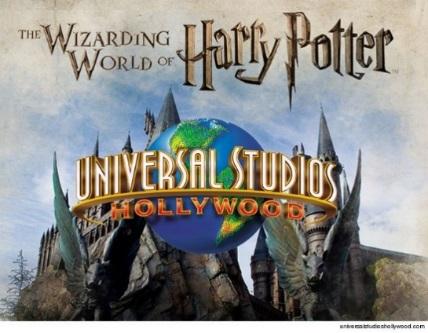 THE WIZARDING
WORLD OF
Harry Potter
UNIVERSAL STUDIOS
HOLLYWOOD
universalstudioshollywood.com